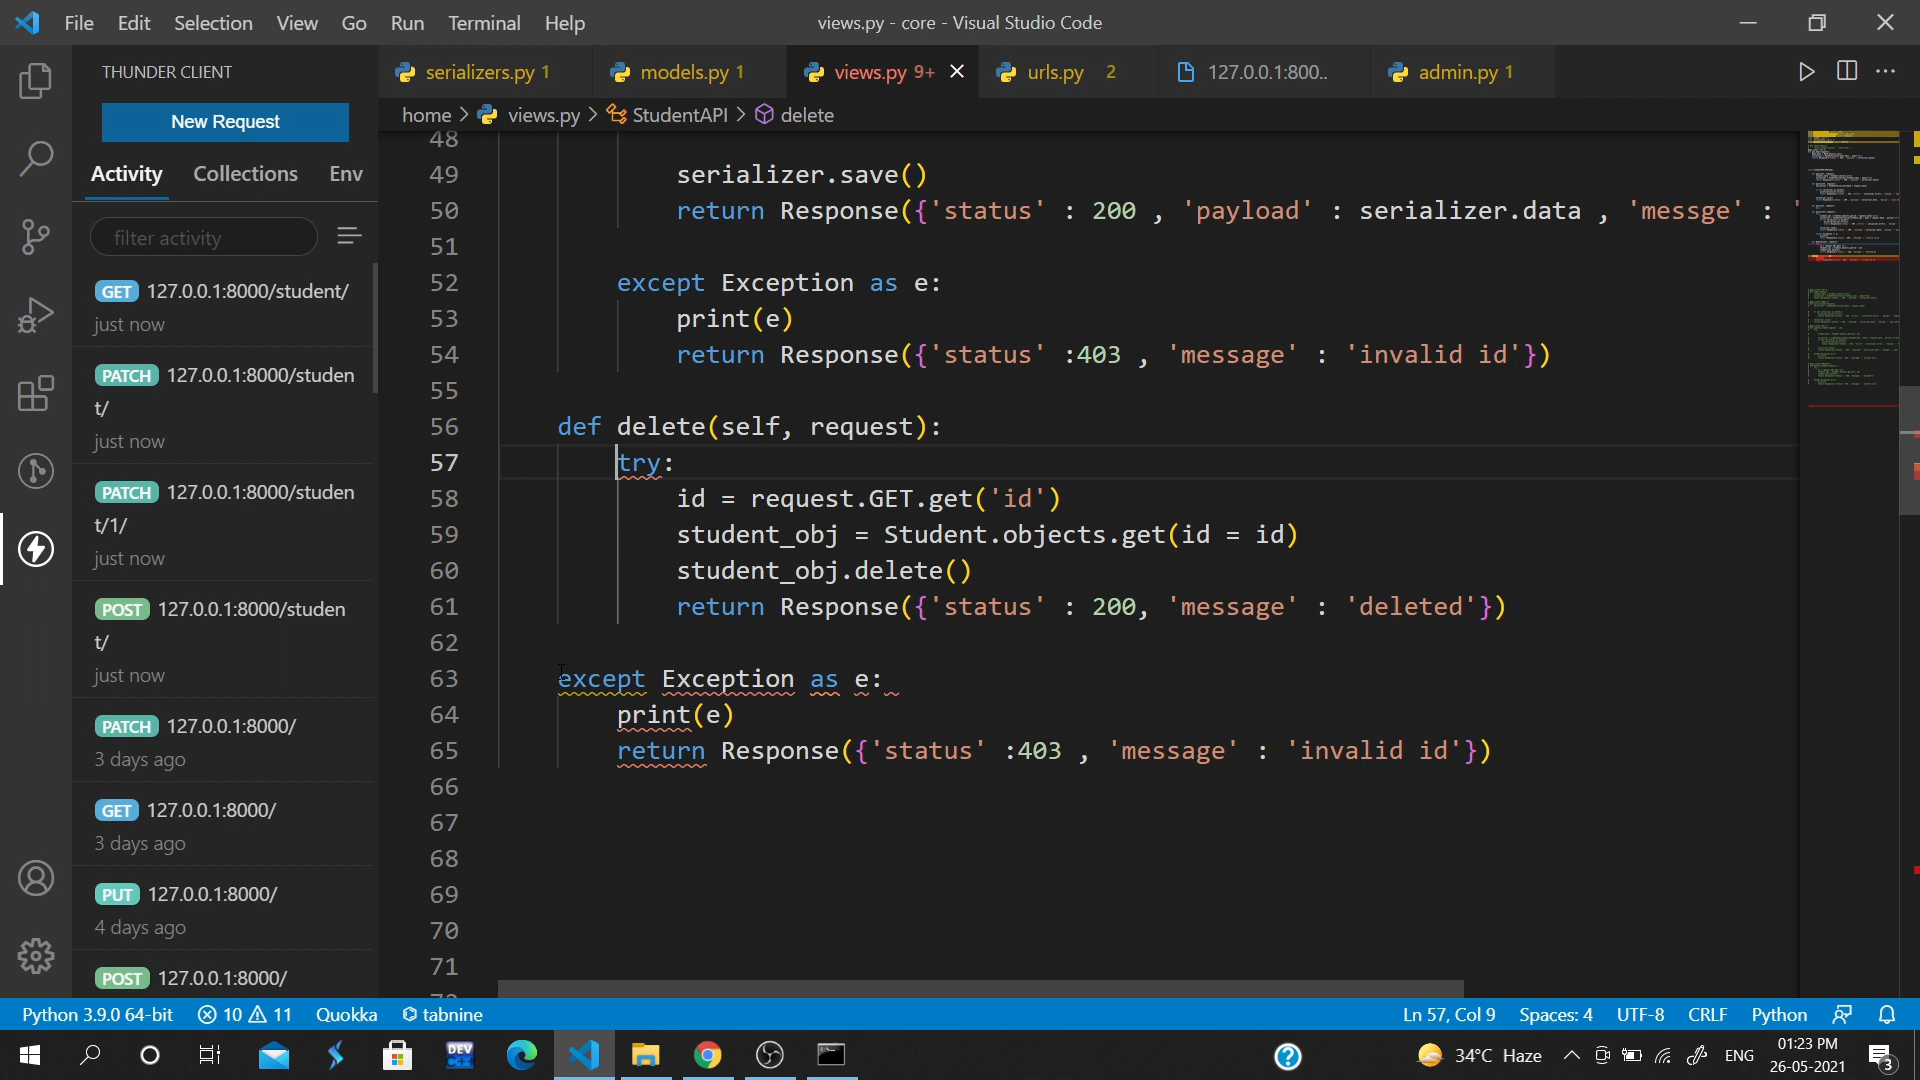 File Edit Selection View Go Run Terminal Help
views.py - core - Visual Studio Code
THUNDER CLIENT
New Request
Activity Collections Env
filter activity
GET 127.0.0.1:8000/student/
just now
PATCH 127.0.0.1:8000/studen
t/
just now
PATCH 127.0.0.1:8000/studen
t/1/
just now
POST 127.0.0.1:8000/studen
t/
just now
PATCH 127.0.0.1:8000/
3 days ago
GET 127.0.0.1:8000/
3 days ago
PUT 127.0.0.1:8000/
4 days ago
POST 127.0.0.1:8000/
serializers.py 1 models.py 1 views.py 9+ urls.py 2 127.0.0.1:800.. admin.py 1
home > views.py > StudentAPI > delete
48
49 serializer.save()
50 return Response({'status' : 200 , 'payload' : serializer.data , 'messge' : '
51
52 except Exception as e:
53 print(e)
54 return Response({'status' :403 , 'message' : 'invalid id'})
55
56 def delete(self, request):
57 try:
58 id = request.GET.get('id')
59 student_obj = Student.objects.get(id = id)
60 student_obj.delete()
61 return Response({'status' : 200, 'message' : 'deleted'})
62
63 except Exception as e:
64 print(e)
65 return Response({'status' :403 , 'message' : 'invalid id'})
66
67
68
69
70
71
Python 3.9.0 64-bit 10 11 Quokka tabnine Ln 57, Col 9 Spaces: 4 UTF-8 CRLF Python
DEV 34°C Haze ENG 01:23 PM
26-05-2021
3